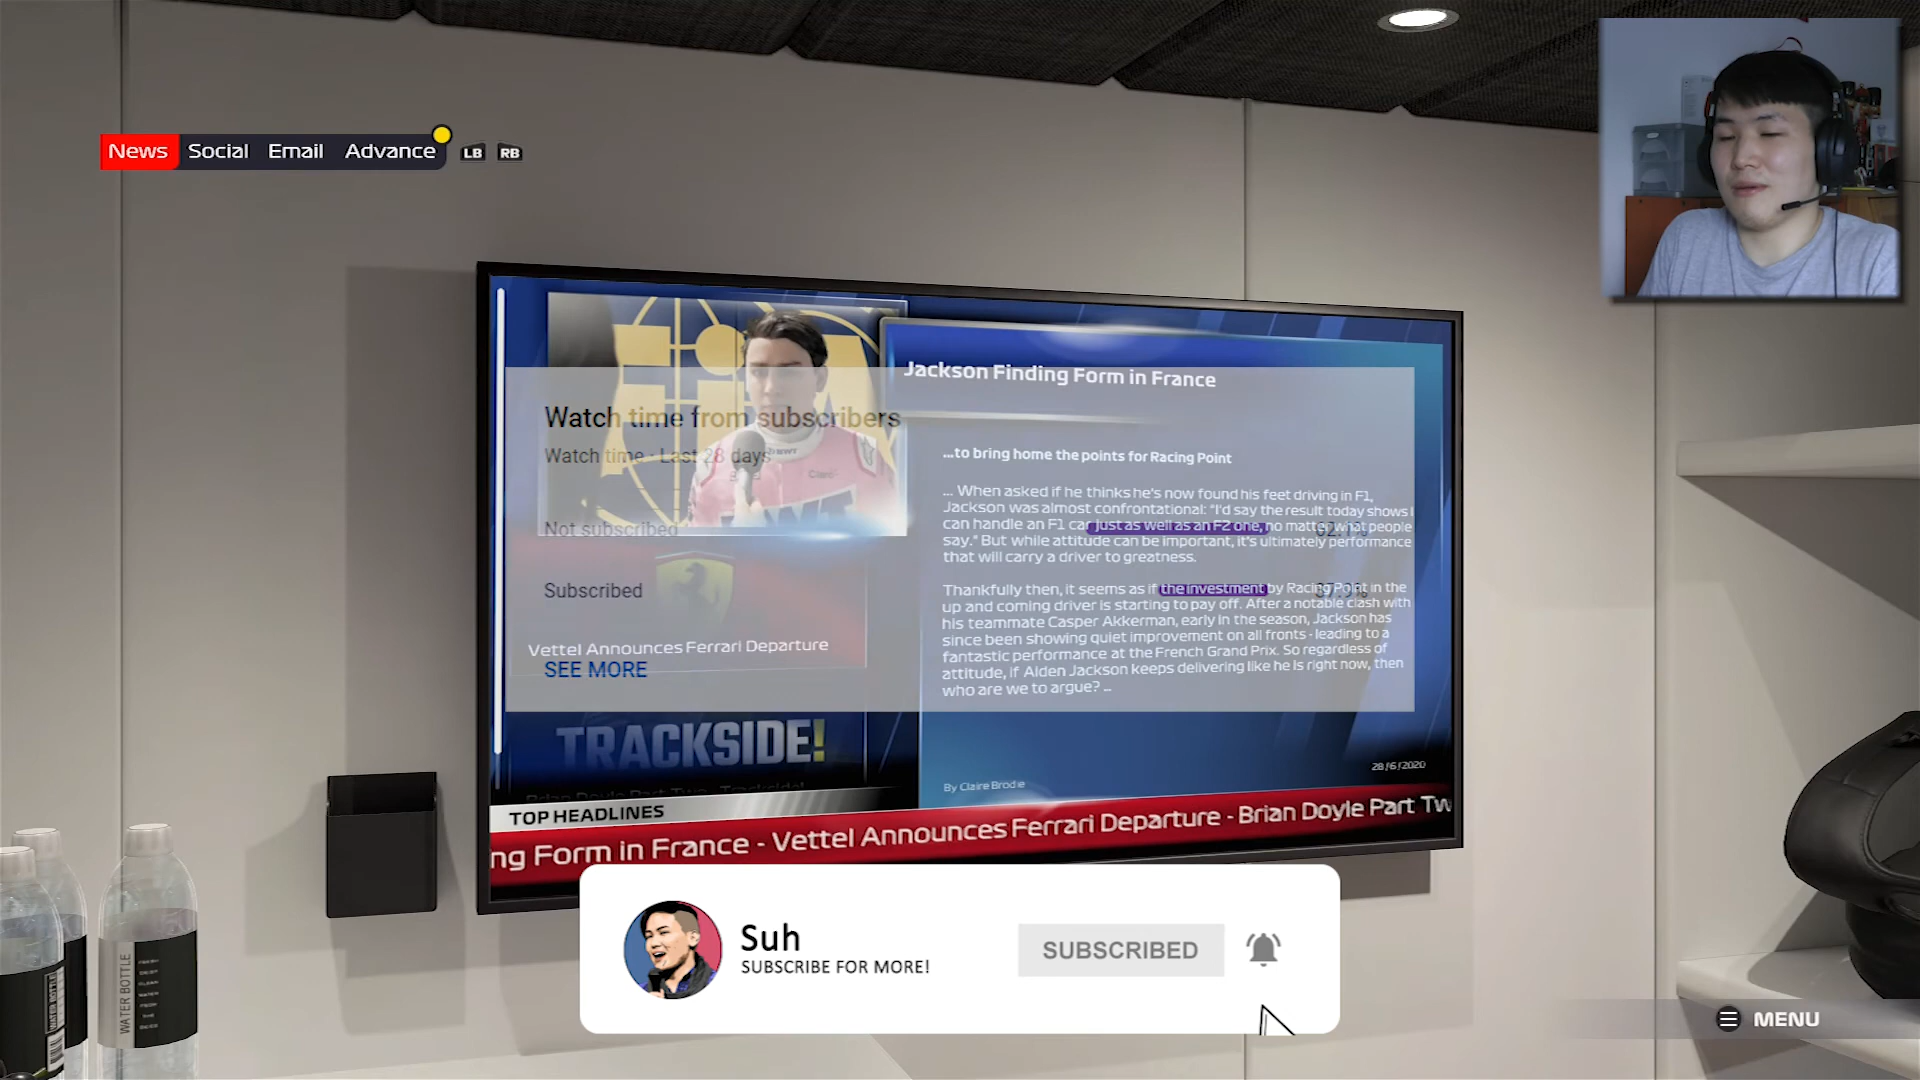 News Social Email Advance LB RB
Jackson Finding Form in France
Watch time from subscribers
Watch time · Last 28 days
...to bring home the points for Racing Point
... When asked if he thinks he's now found his feet driving in F1,
Jackson was almost confrontational: "I'd say the result today shows I
can handle an F1 car just as well as an F2 one, no matter what people
say." But while attitude can be important, it's ultimately performance
that will carry a driver to greatness.
Not subscribed
Thankfully then, it seems as if the investment by Racing Point in the
up and coming driver is starting to pay off. After a notable clash with
his teammate Casper Akkerman, early in the season, Jackson has
since been showing quiet improvement on all fronts - leading to a
fantastic performance at the French Grand Prix. So regardless of
attitude, if Aiden Jackson keeps delivering like he is right now, then
who are we to argue? ...
Subscribed
Vettel Announces Ferrari Departure
SEE MORE
TRACKSIDE!
Brian Doyle Part Two - Trackside!
28/6/2020
By Claire Brodie
TOP HEADLINES
ng Form in France - Vettel Announces Ferrari Departure - Brian Doyle Part Tw
Suh
SUBSCRIBE FOR MORE!
SUBSCRIBED
WATER BOTTLE
WATER BOTTLE
MENU